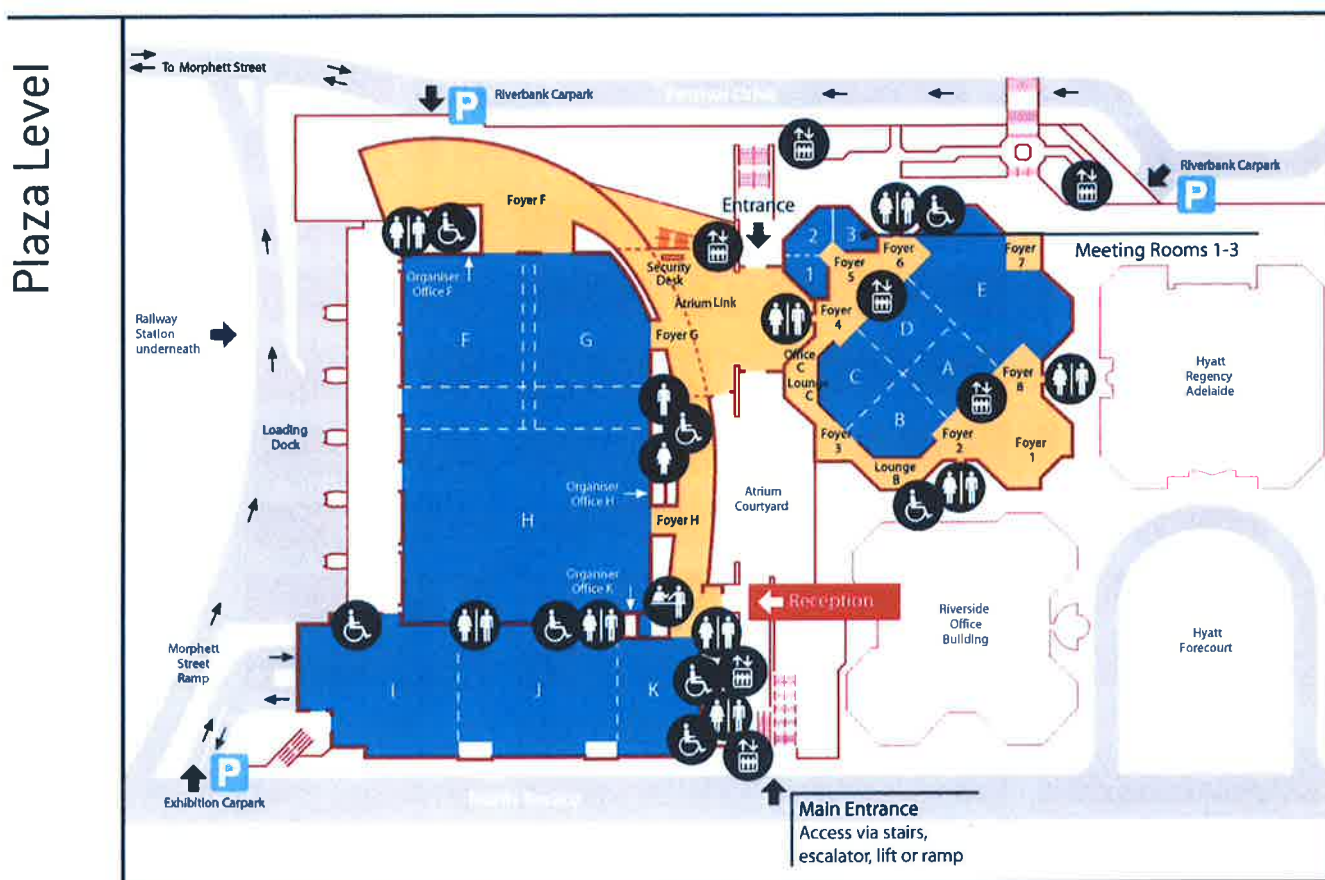 Plaza Level
To Morphett Street
P
Riverbank Carpark
Festival Drive
Riverbank Carpark
P
Entrance
Foyer F
2
3
1
Foyer
6
Foyer
5
Foyer
7
Meeting Rooms 1-3
Security
Desk
Organiser
Office F
Atrium Link
E
Railway
Station
underneath
F
G
Foyer G
Foyer
4
D
Office
C
Lounge
C
C
A
Foyer
8
Hyatt
Regency
Adelaide
B
Loading
Dock
Foyer
3
Foyer
2
Foyer
1
Lounge
B
Organiser
Office H
Atrium
Courtyard
H
Foyer H
Organiser
Office K
Reception
Riverside
Office
Building
Hyatt
Forecourt
Morphett
Street
Ramp
I
J
K
P
Exhibition Carpark
North Terrace
Main Entrance
Access via stairs,
escalator, lift or ramp